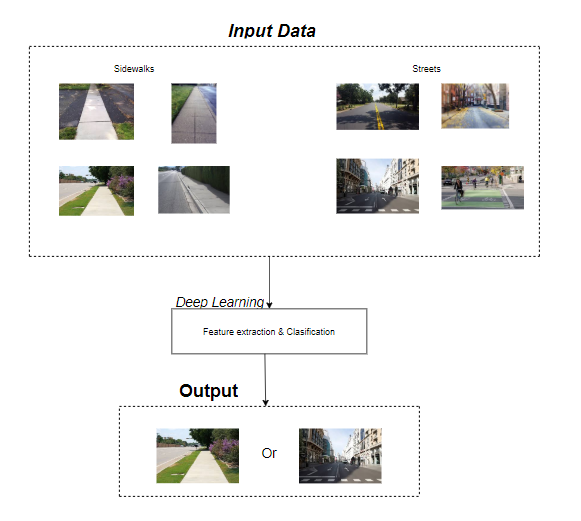 Input Data
Sidewalks
Streets
Deep Learning
Feature extraction & Clasification
Output
Or